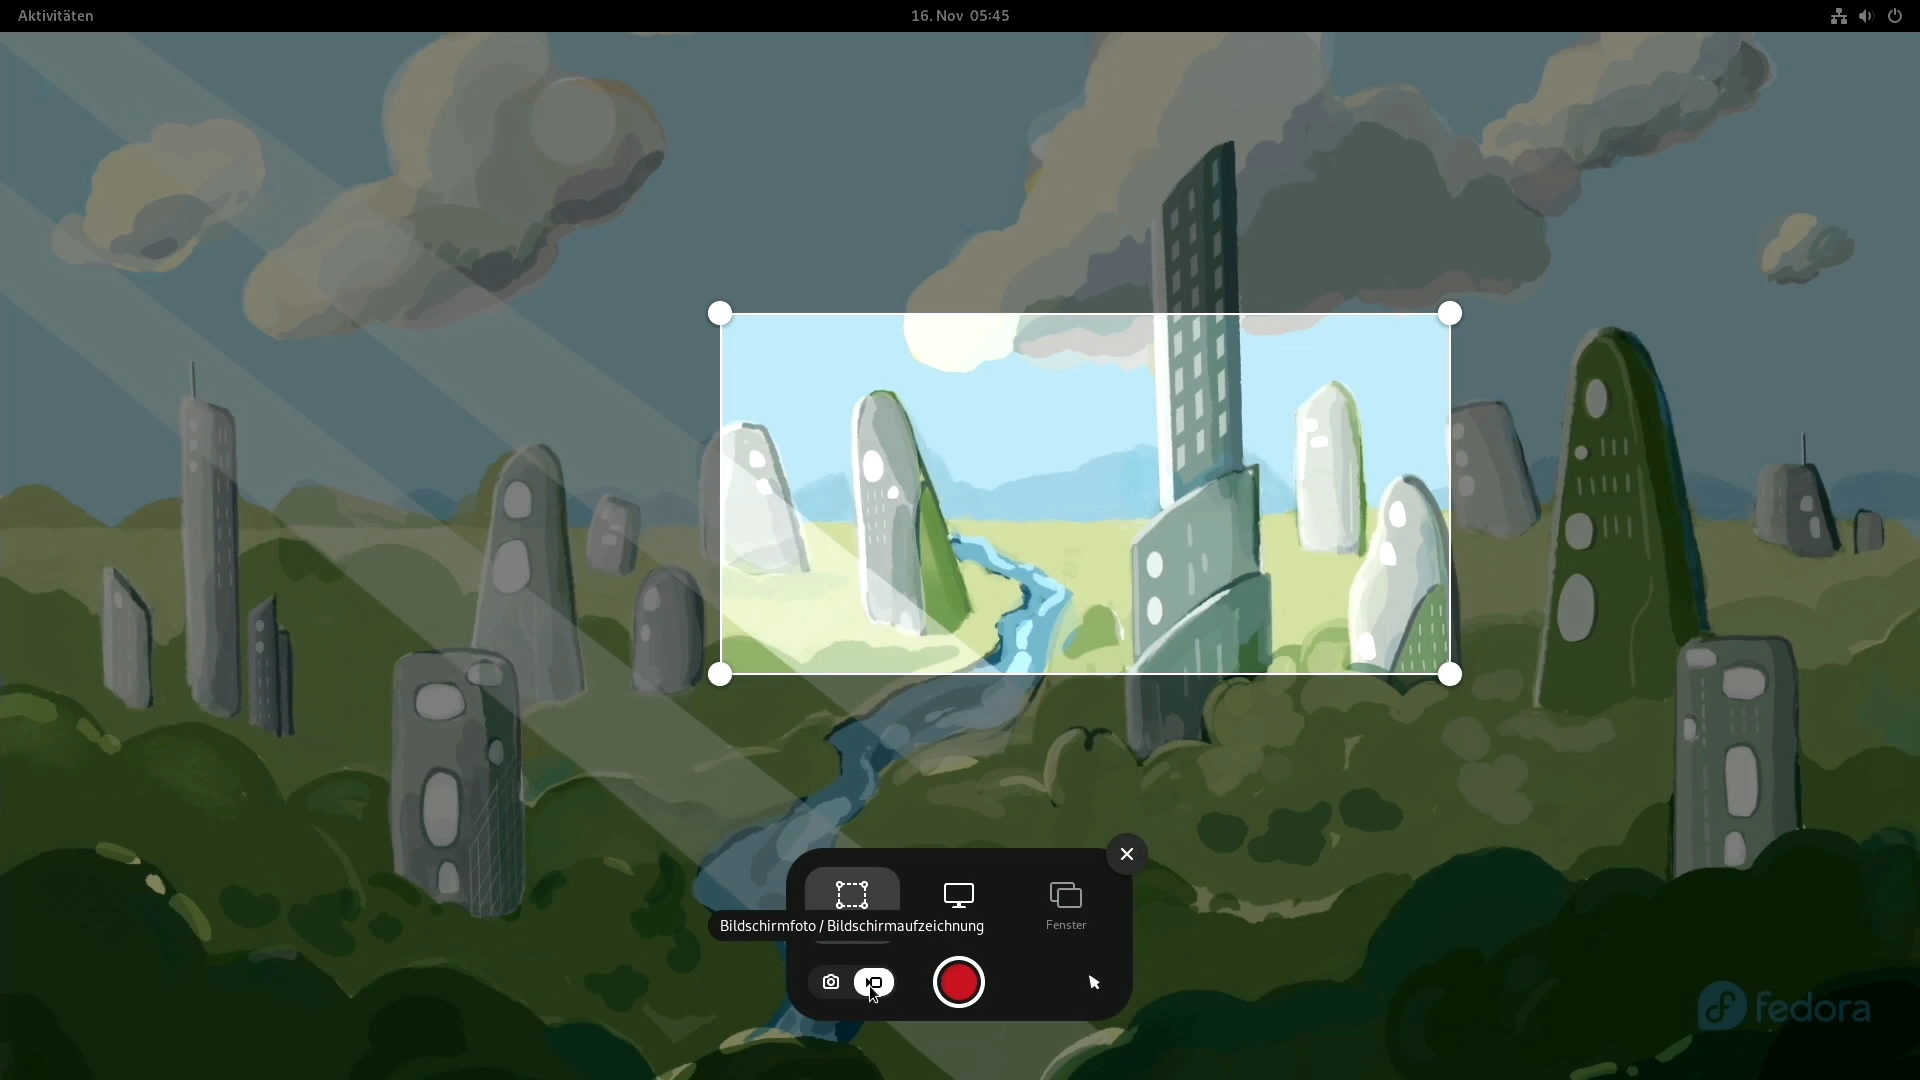 Aktivitäten
16. Nov 05:45
Fenster
Bildschirmfoto / Bildschirmaufzeichnung
fedora